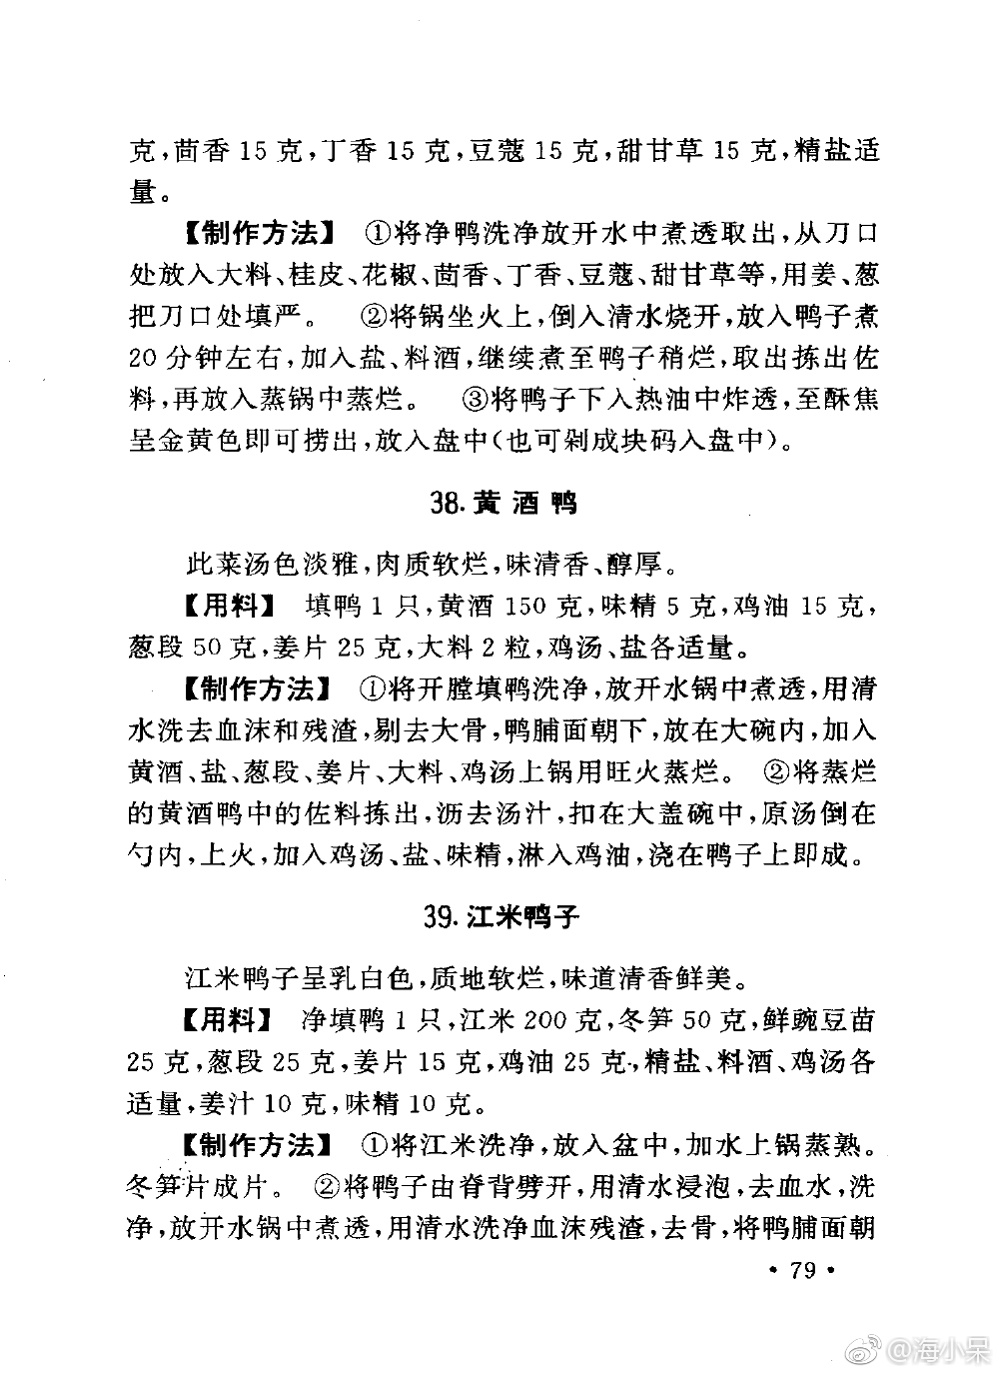 克,茴香 15 克,丁香 15 克,豆蔻 15 克,甜甘草 15 克,精盐适
量。
【制作方法】 ①将净鸭洗净放开水中煮透取出,从刀口
处放入大料、桂皮、花椒、茴香、丁香、豆蔻、甜甘草等,用姜、葱
把刀口处填严。 ②将锅坐火上,倒入清水烧开,放入鸭子煮
20 分钟左右,加入盐、料酒,继续煮至鸭子稍烂,取出拣出佐
料,再放入蒸锅中蒸烂。 ③将鸭子下入热油中炸透,至酥焦
呈金黄色即可捞出,放入盘中(也可剁成块码入盘中)。
38. 黄酒鸭
此菜汤色淡雅,肉质软烂,味清香、醇厚。
【用料】 填鸭 1 只,黄酒 150 克,味精 5 克,鸡油 15 克,
葱段 50 克,姜片 25 克,大料 2 粒,鸡汤、盐各适量。
【制作方法】 ①将开膛填鸭洗净,放开水锅中煮透,用清
水洗去血沫和残渣,剔去大骨,鸭脯面朝下,放在大碗内,加入
黄酒、盐、葱段、姜片、大料、鸡汤上锅用旺火蒸烂。 ②将蒸烂
的黄酒鸭中的佐料拣出,沥去汤汁,扣在大盖碗中,原汤倒在
勺内,上火,加入鸡汤、盐、味精,淋入鸡油,浇在鸭子上即成。
39. 江米鸭子
江米鸭子呈乳白色,质地软烂,味道清香鲜美。
【用料】 净填鸭 1 只,江米 200 克,冬笋 50 克,鲜豌豆苗
25 克,葱段 25 克,姜片 15 克,鸡油 25 克,精盐、料酒、鸡汤各
适量,姜汁 10 克,味精 10 克。
【制作方法】 ①将江米洗净,放入盆中,加水上锅蒸熟。
冬笋片成片。 ②将鸭子由脊背劈开,用清水浸泡,去血水,洗
净,放开水锅中煮透,用清水洗净血沫残渣,去骨,将鸭脯面朝
• 79 •
@海小呆